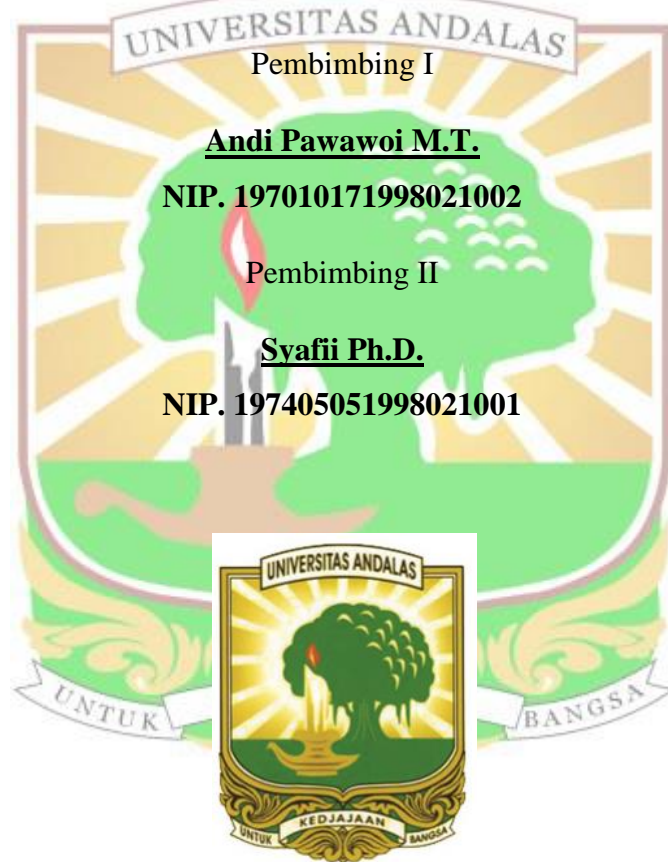 UNIVERSITAS ANDALAS
Pembimbing I
Andi Pawawoi M.T.
NIP. 197010171998021002
Pembimbing II
Syafii Ph.D.
NIP. 197405051998021001
UNIVERSITAS ANDALAS
UNTUK BANGSA
KEDJAJAAN
UNTUK BANGSA